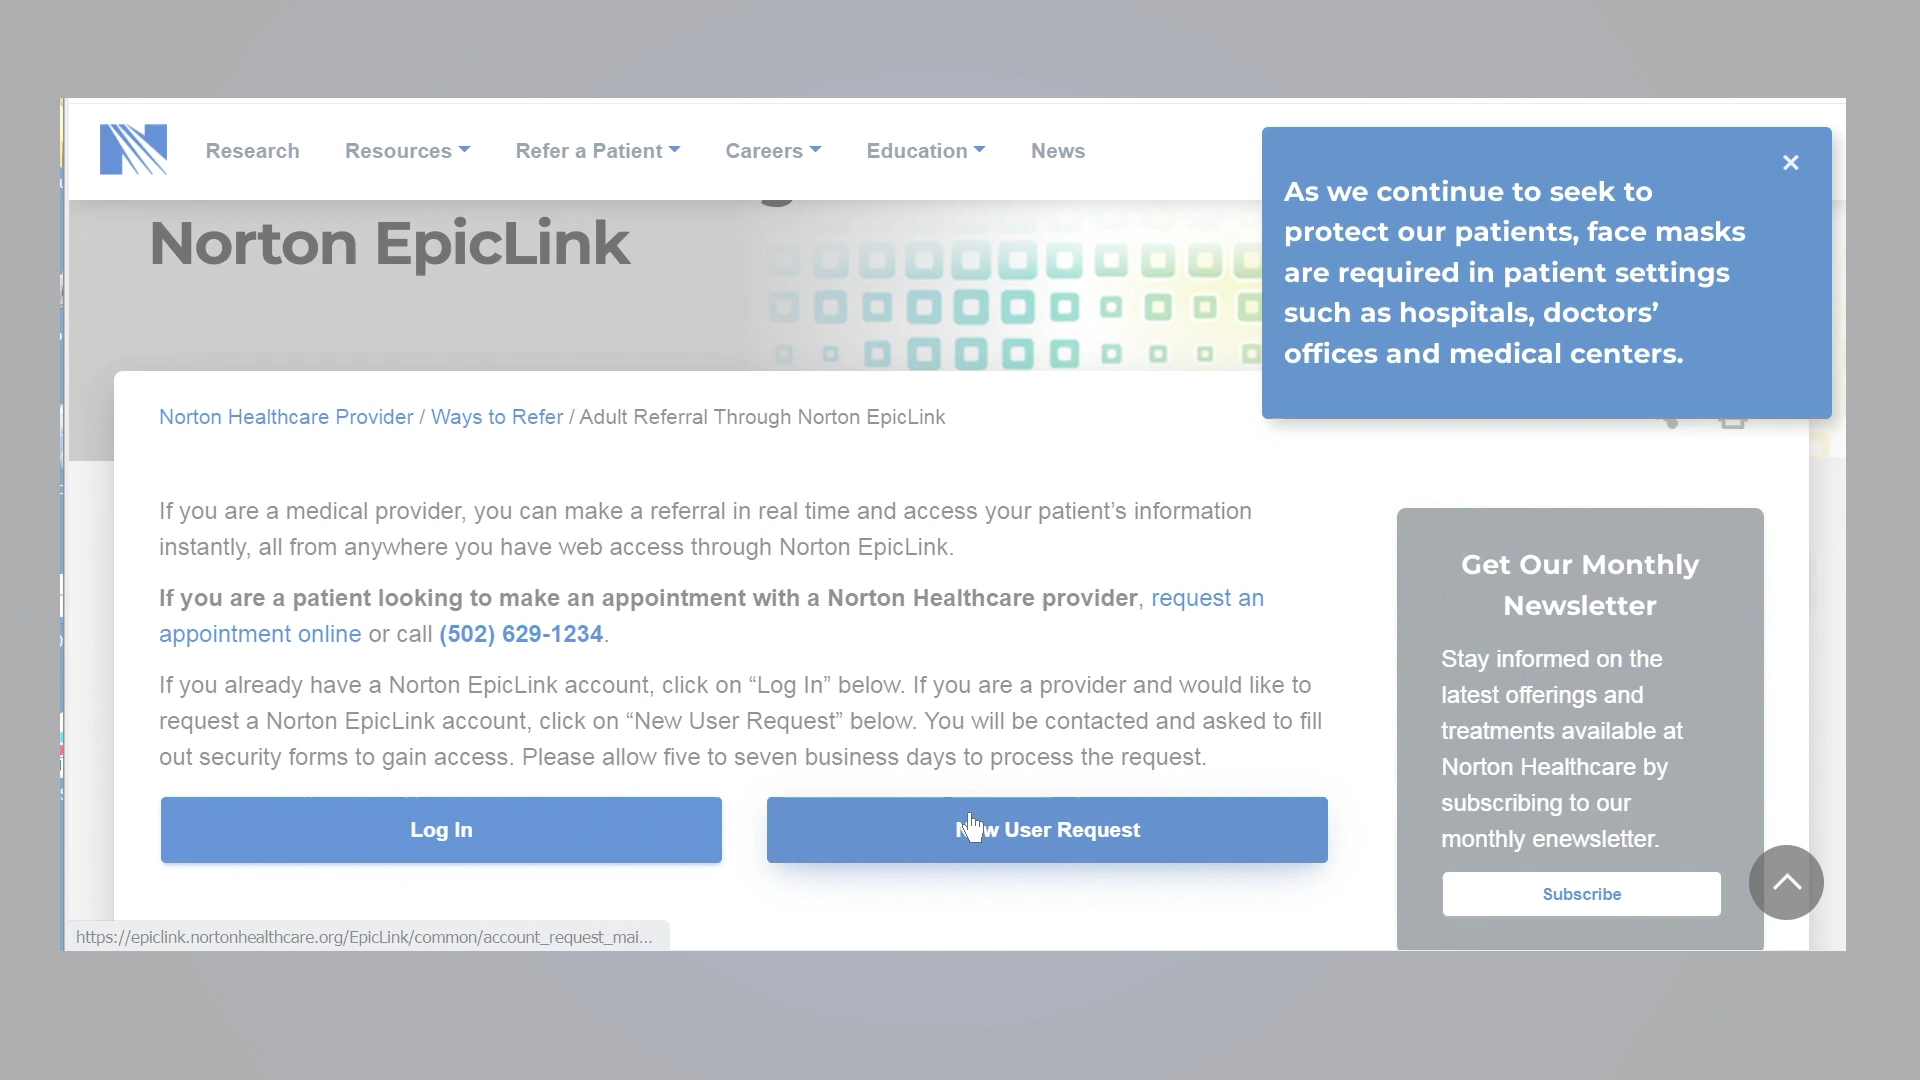 Research Resources Refer a Patient Careers Education News
×
As we continue to seek to
protect our patients, face masks
are required in patient settings
such as hospitals, doctors’
offices and medical centers.
Norton EpicLink
Norton Healthcare Provider / Ways to Refer / Adult Referral Through Norton EpicLink
If you are a medical provider, you can make a referral in real time and access your patient’s information
instantly, all from anywhere you have web access through Norton EpicLink.
If you are a patient looking to make an appointment with a Norton Healthcare provider, request an
appointment online or call (502) 629-1234.
If you already have a Norton EpicLink account, click on “Log In” below. If you are a provider and would like to
request a Norton EpicLink account, click on “New User Request” below. You will be contacted and asked to fill
out security forms to gain access. Please allow five to seven business days to process the request.
Log In
New User Request
Get Our Monthly
Newsletter
Stay informed on the
latest offerings and
treatments available at
Norton Healthcare by
subscribing to our
monthly enewsletter.
Subscribe
https://epiclink.nortonhealthcare.org/EpicLink/common/account_request_mai...